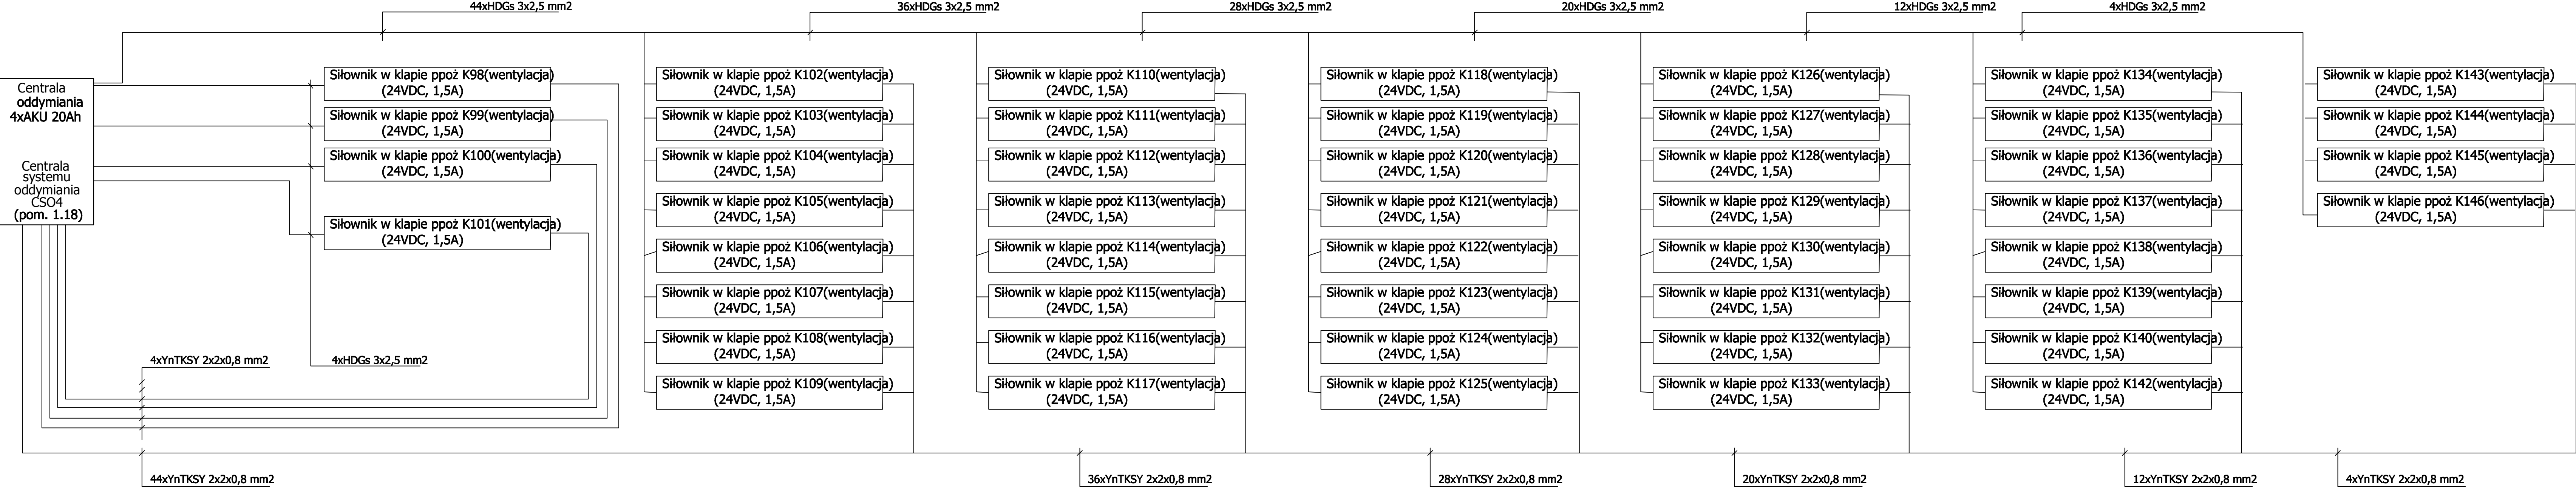 44xHDGs 3x2,5 mm2
36xHDGs 3x2,5 mm2
28xHDGs 3x2,5 mm2
20xHDGs 3x2,5 mm2
12xHDGs 3x2,5 mm2
4xHDGs 3x2,5 mm2
Centrala
oddymiania
4xAKU 20Ah
Centrala
systemu
oddymiania
CSO4
(pom. 1.18)
Siłownik w klapie ppoż K98(wentylacja)
(24VDC, 1,5A)
Siłownik w klapie ppoż K99(wentylacja)
(24VDC, 1,5A)
Siłownik w klapie ppoż K100(wentylacja)
(24VDC, 1,5A)
Siłownik w klapie ppoż K101(wentylacja)
(24VDC, 1,5A)
4xYnTKSY 2x2x0,8 mm2
4xHDGs 3x2,5 mm2
Siłownik w klapie ppoż K102(wentylacja)
(24VDC, 1,5A)
Siłownik w klapie ppoż K103(wentylacja)
(24VDC, 1,5A)
Siłownik w klapie ppoż K104(wentylacja)
(24VDC, 1,5A)
Siłownik w klapie ppoż K105(wentylacja)
(24VDC, 1,5A)
Siłownik w klapie ppoż K106(wentylacja)
(24VDC, 1,5A)
Siłownik w klapie ppoż K107(wentylacja)
(24VDC, 1,5A)
Siłownik w klapie ppoż K108(wentylacja)
(24VDC, 1,5A)
Siłownik w klapie ppoż K109(wentylacja)
(24VDC, 1,5A)
Siłownik w klapie ppoż K110(wentylacja)
(24VDC, 1,5A)
Siłownik w klapie ppoż K111(wentylacja)
(24VDC, 1,5A)
Siłownik w klapie ppoż K112(wentylacja)
(24VDC, 1,5A)
Siłownik w klapie ppoż K113(wentylacja)
(24VDC, 1,5A)
Siłownik w klapie ppoż K114(wentylacja)
(24VDC, 1,5A)
Siłownik w klapie ppoż K115(wentylacja)
(24VDC, 1,5A)
Siłownik w klapie ppoż K116(wentylacja)
(24VDC, 1,5A)
Siłownik w klapie ppoż K117(wentylacja)
(24VDC, 1,5A)
Siłownik w klapie ppoż K118(wentylacja)
(24VDC, 1,5A)
Siłownik w klapie ppoż K119(wentylacja)
(24VDC, 1,5A)
Siłownik w klapie ppoż K120(wentylacja)
(24VDC, 1,5A)
Siłownik w klapie ppoż K121(wentylacja)
(24VDC, 1,5A)
Siłownik w klapie ppoż K122(wentylacja)
(24VDC, 1,5A)
Siłownik w klapie ppoż K123(wentylacja)
(24VDC, 1,5A)
Siłownik w klapie ppoż K124(wentylacja)
(24VDC, 1,5A)
Siłownik w klapie ppoż K125(wentylacja)
(24VDC, 1,5A)
Siłownik w klapie ppoż K126(wentylacja)
(24VDC, 1,5A)
Siłownik w klapie ppoż K127(wentylacja)
(24VDC, 1,5A)
Siłownik w klapie ppoż K128(wentylacja)
(24VDC, 1,5A)
Siłownik w klapie ppoż K129(wentylacja)
(24VDC, 1,5A)
Siłownik w klapie ppoż K130(wentylacja)
(24VDC, 1,5A)
Siłownik w klapie ppoż K131(wentylacja)
(24VDC, 1,5A)
Siłownik w klapie ppoż K132(wentylacja)
(24VDC, 1,5A)
Siłownik w klapie ppoż K133(wentylacja)
(24VDC, 1,5A)
Siłownik w klapie ppoż K134(wentylacja)
(24VDC, 1,5A)
Siłownik w klapie ppoż K135(wentylacja)
(24VDC, 1,5A)
Siłownik w klapie ppoż K136(wentylacja)
(24VDC, 1,5A)
Siłownik w klapie ppoż K137(wentylacja)
(24VDC, 1,5A)
Siłownik w klapie ppoż K138(wentylacja)
(24VDC, 1,5A)
Siłownik w klapie ppoż K139(wentylacja)
(24VDC, 1,5A)
Siłownik w klapie ppoż K140(wentylacja)
(24VDC, 1,5A)
Siłownik w klapie ppoż K142(wentylacja)
(24VDC, 1,5A)
Siłownik w klapie ppoż K143(wentylacja)
(24VDC, 1,5A)
Siłownik w klapie ppoż K144(wentylacja)
(24VDC, 1,5A)
Siłownik w klapie ppoż K145(wentylacja)
(24VDC, 1,5A)
Siłownik w klapie ppoż K146(wentylacja)
(24VDC, 1,5A)
44xYnTKSY 2x2x0,8 mm2
36xYnTKSY 2x2x0,8 mm2
28xYnTKSY 2x2x0,8 mm2
20xYnTKSY 2x2x0,8 mm2
12xYnTKSY 2x2x0,8 mm2
4xYnTKSY 2x2x0,8 mm2